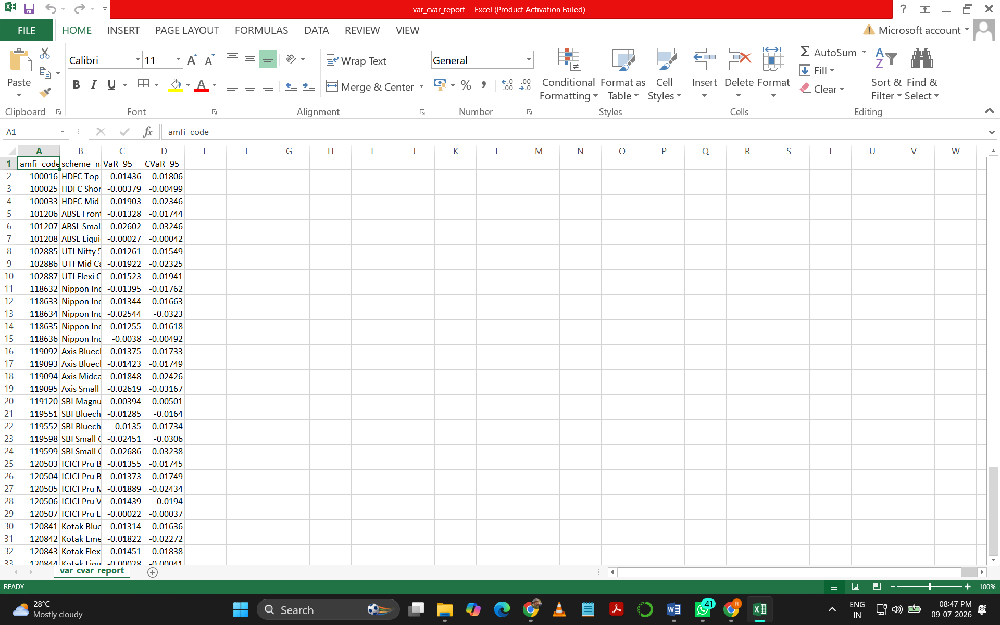 var_cvar_report - Excel (Product Activation Failed)
FILE HOME INSERT PAGE LAYOUT FORMULAS DATA REVIEW VIEW Microsoft account
Paste
Clipboard
Calibri 11
B I U
Font
Wrap Text
Merge & Center
Alignment
General
% , .00 .0
Number
Conditional Formatting
Format as Table
Cell Styles
Styles
Insert Delete Format
Cells
AutoSum
Fill
Clear
Sort & Filter
Find & Select
Editing
A1 fx amfi_code
A B C D E F G H I J K L M N O P Q R S T U V W
1 amfi_code scheme_na VaR_95 CVaR_95
2 100016 HDFC Top -0.01436 -0.01806
3 100025 HDFC Shor -0.00379 -0.00499
4 100033 HDFC Mid- -0.01903 -0.02346
5 101206 ABSL Front -0.01328 -0.01744
6 101207 ABSL Smal -0.02602 -0.03246
7 101208 ABSL Liqui -0.00027 -0.00042
8 102885 UTI Nifty 5 -0.01261 -0.01549
9 102886 UTI Mid Ca -0.01922 -0.02325
10 102887 UTI Flexi C -0.01523 -0.01941
11 118632 Nippon Ind -0.01395 -0.01762
12 118633 Nippon Ind -0.01344 -0.01663
13 118634 Nippon Ind -0.02544 -0.0323
14 118635 Nippon Ind -0.01255 -0.01618
15 118636 Nippon Ind -0.0038 -0.00492
16 119092 Axis Bluecl -0.01375 -0.01733
17 119093 Axis Bluecl -0.01423 -0.01749
18 119094 Axis Midca -0.01848 -0.02426
19 119095 Axis Small -0.02619 -0.03167
20 119120 SBI Magnu -0.00394 -0.00501
21 119551 SBI Bluech -0.01285 -0.0164
22 119552 SBI Bluech -0.0135 -0.01734
23 119598 SBI Small C -0.02451 -0.0306
24 119599 SBI Small C -0.02686 -0.03238
25 120503 ICICI Pru B -0.01355 -0.01745
26 120504 ICICI Pru B -0.01373 -0.01749
27 120505 ICICI Pru M -0.01889 -0.02434
28 120506 ICICI Pru V -0.01439 -0.0194
29 120507 ICICI Pru L -0.00022 -0.00037
30 120841 Kotak Blue -0.01314 -0.01636
31 120842 Kotak Eme -0.01822 -0.02272
32 120843 Kotak Flex -0.01451 -0.01838
33 120844 Kotak Liqu -0.00028 -0.00041
var_cvar_report
READY 100%
28°C
Mostly cloudy
Search
41
ENG
IN
08:47 PM
09-07-2026